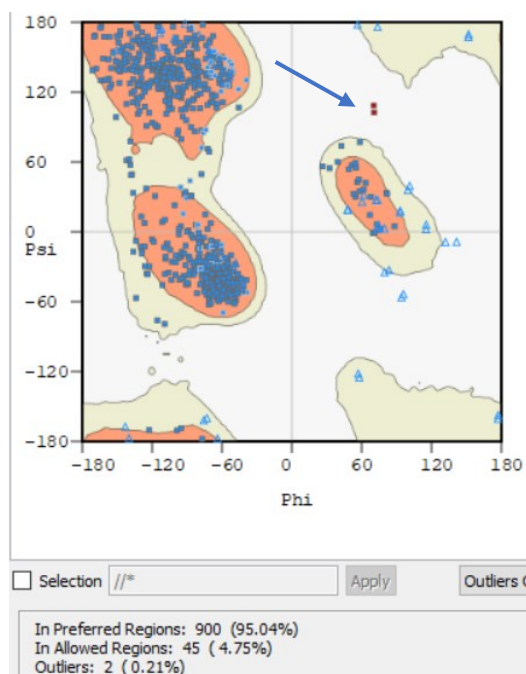 180
120
60
0
Psi
-60
-120
-180
-180 -120 -60 0 60 120 180
Phi
Selection //* Apply Outliers
In Preferred Regions: 900 (95.04%)
In Allowed Regions: 45 ( 4.75%)
Outliers: 2 ( 0.21%)